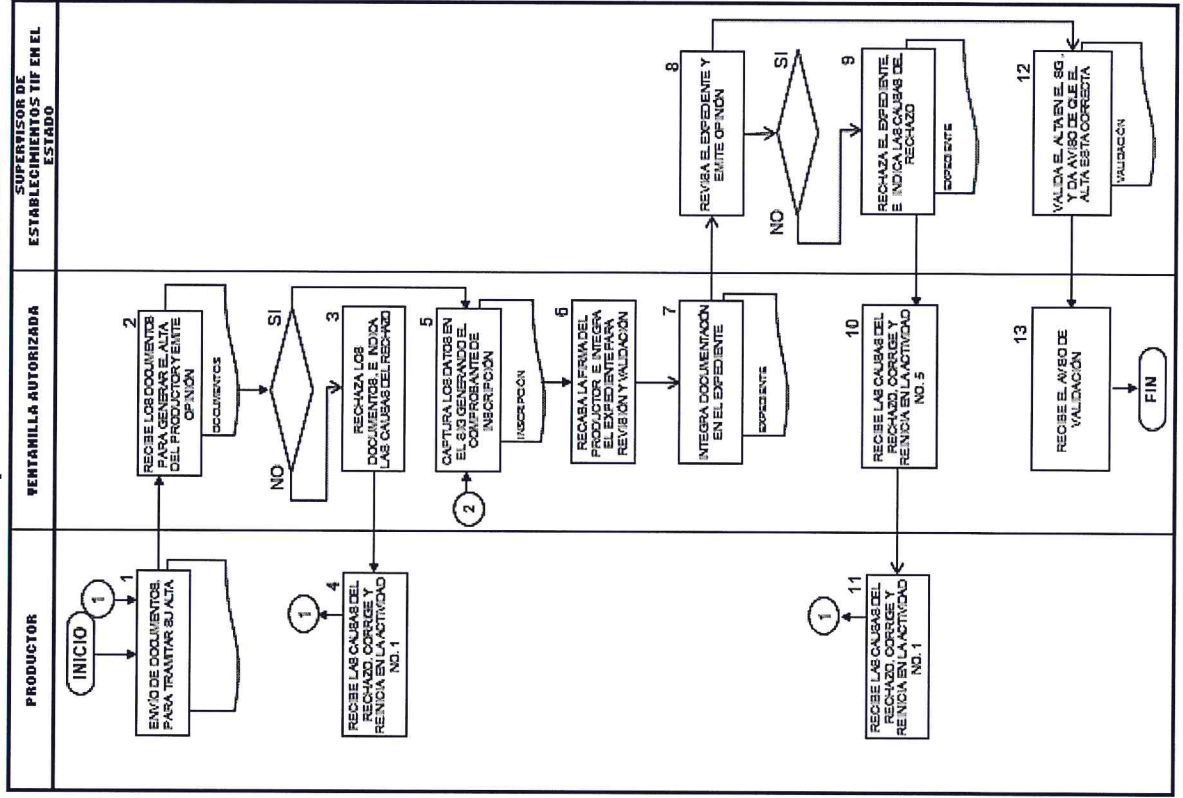 PRODUCTOR
VENTANILLA AUTORIZADA
SUPERVISOR DE
ESTABLECIMIENTOS TIF EN EL
ESTADO
INICIO
1
1
ENVÍO DE DOCUMENTOS,
PARA TRAMITAR SU ALTA
2
RECIBE LOS DOCUMENTOS
PARA GENERAR EL ALTA
DEL PRODUCTOR Y EMITE
OPINIÓN
DOCUMENTOS
NO
SI
3
RECHAZA LOS
DOCUMENTOS, E INDICA
LAS CAUSAS DEL RECHAZO
1
4
RECIBE LAS CAUSAS DEL
RECHAZO, CORRIGE Y
REINICIA EN LA ACTIVIDAD
NO. 1
2
5
CAPTURA LOS DATOS EN
EL SIG GENERANDO EL
COMPROBANTE DE
INSCRIPCIÓN
INSCRIPCIÓN
6
RECABA LA FIRMA DEL
PRODUCTOR E INTEGRA
EL EXPEDIENTE PARA
REVISIÓN Y VALIDACIÓN
7
INTEGRA DOCUMENTACIÓN
EN EL EXPEDIENTE
EXPEDIENTE
8
REVISA EL EXPEDIENTE Y
EMITE OPINIÓN
NO
SI
9
RECHAZA EL EXPEDIENTE,
E INDICA LAS CAUSAS DEL
RECHAZO
EXPEDIENTE
10
RECIBE LAS CAUSAS DEL
RECHAZO, CORRIGE Y
REINICIA EN LA ACTIVIDAD
NO. 5
1
11
RECIBE LAS CAUSAS DEL
RECHAZO, CORRIGE Y
REINICIA EN LA ACTIVIDAD
NO. 1
12
VALIDA EL ALTA EN EL SIG,
Y DA AVISO DE QUE EL
ALTA ESTA CORRECTA
VALIDACIÓN
13
RECIBE EL AVISO DE
VALIDACIÓN
FIN